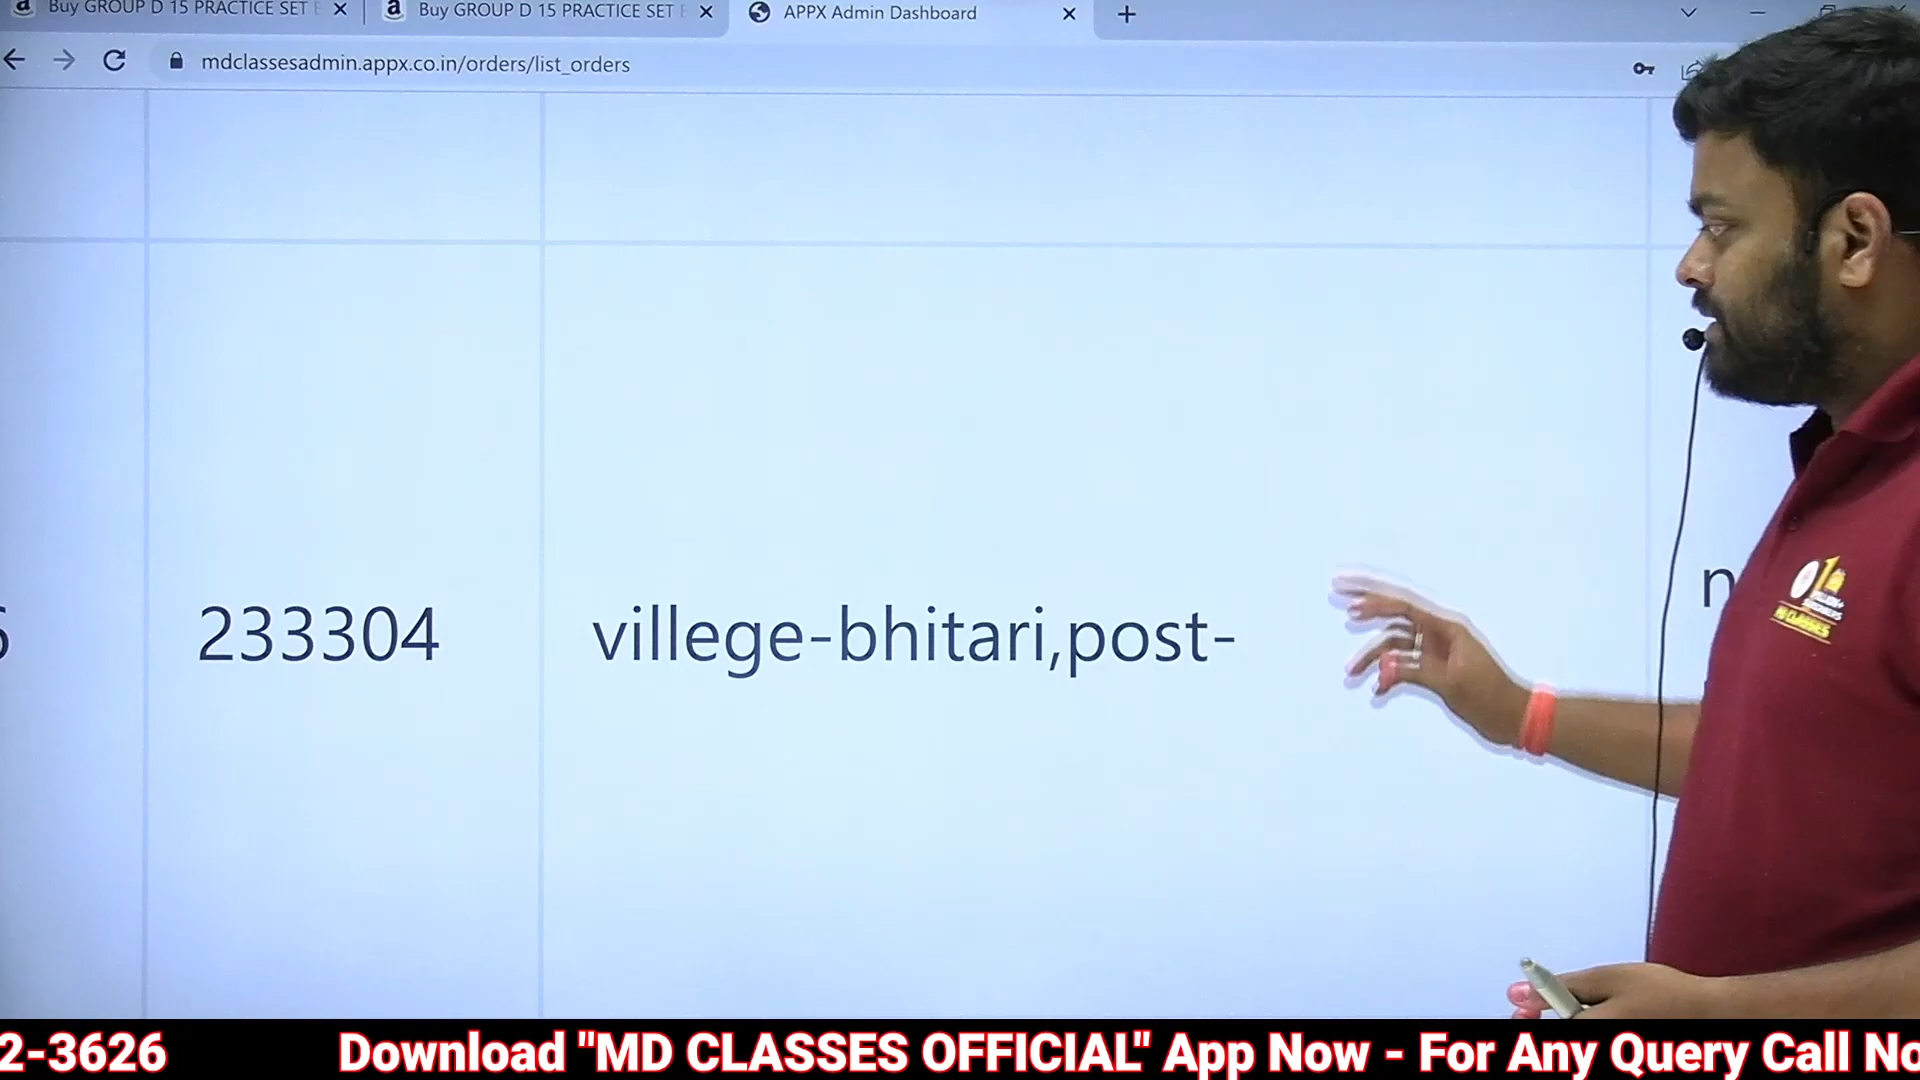 Buy GROUP D 15 PRACTICE SET
Buy GROUP D 15 PRACTICE SET
APPX Admin Dashboard
mdclassesadmin.appx.co.in/orders/list_orders
233304
villege-bhitari,post-
2-3626
Download "MD CLASSES OFFICIAL" App Now - For Any Query Call No